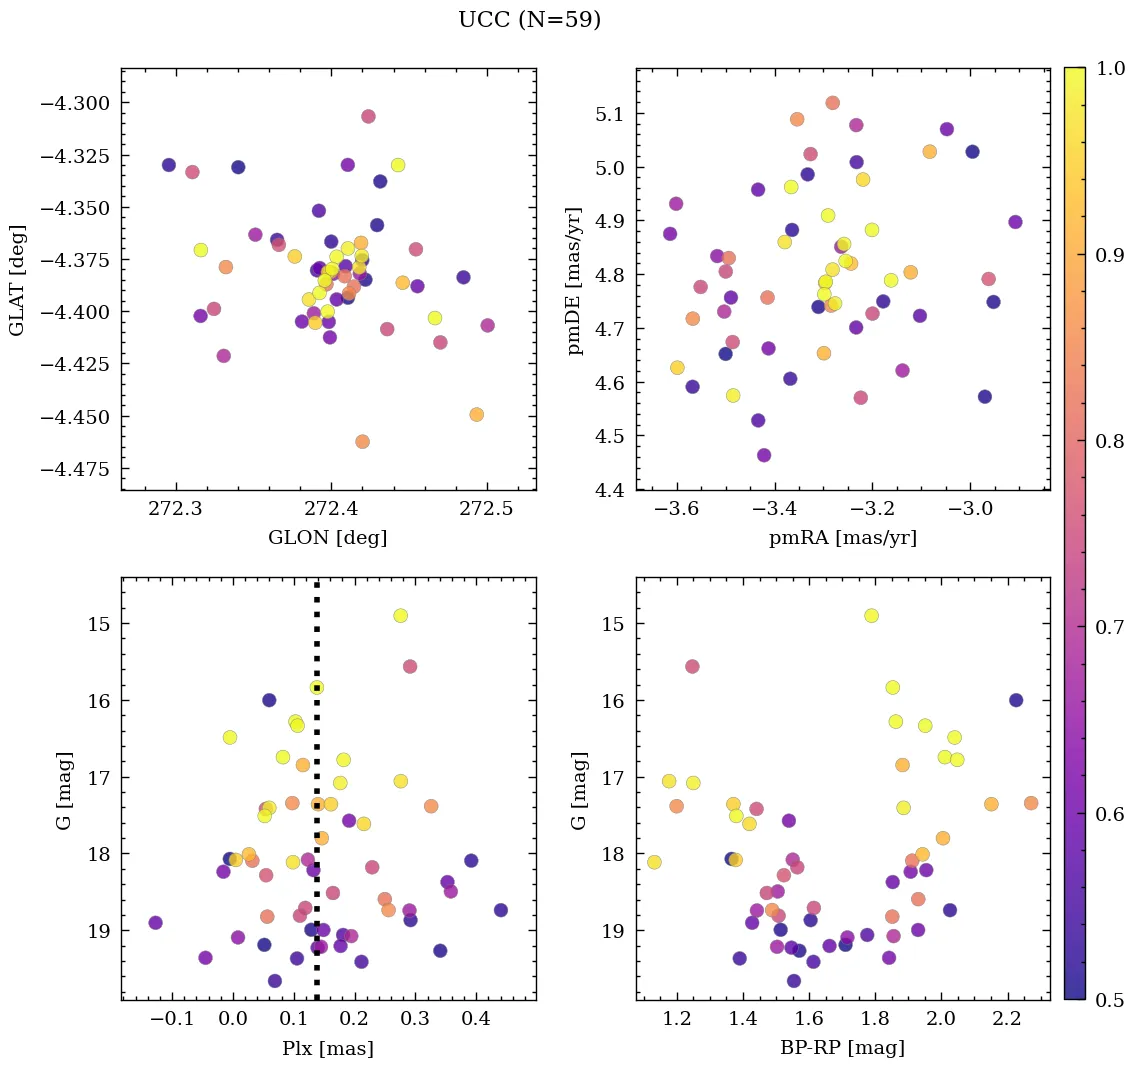 UCC (N=59)
−4.300
−4.325
−4.350
−4.375
−4.400
−4.425
−4.450
−4.475
GLAT [deg]
272.3 272.4 272.5
GLON [deg]
5.1
5.0
4.9
4.8
4.7
4.6
4.5
4.4
pmDE [mas/yr]
−3.6 −3.4 −3.2 −3.0
pmRA [mas/yr]
15
16
17
18
19
G [mag]
−0.1 0.0 0.1 0.2 0.3 0.4
Plx [mas]
15
16
17
18
19
G [mag]
1.2 1.4 1.6 1.8 2.0 2.2
BP-RP [mag]
1.0
0.9
0.8
0.7
0.6
0.5